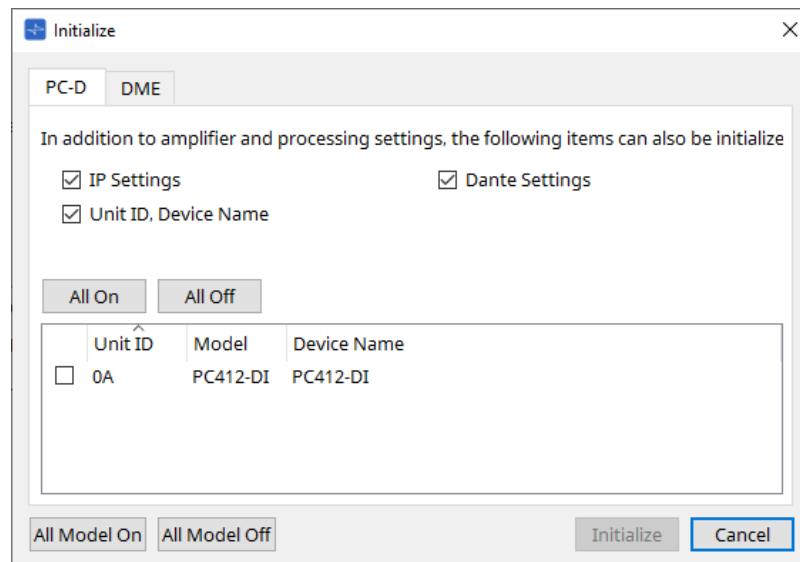 Initialize
PC-D DME
In addition to amplifier and processing settings, the following items can also be initialize
IP Settings Dante Settings
Unit ID, Device Name
All On All Off
Unit ID Model Device Name
0A PC412-DI PC412-DI
All Model On All Model Off Initialize Cancel